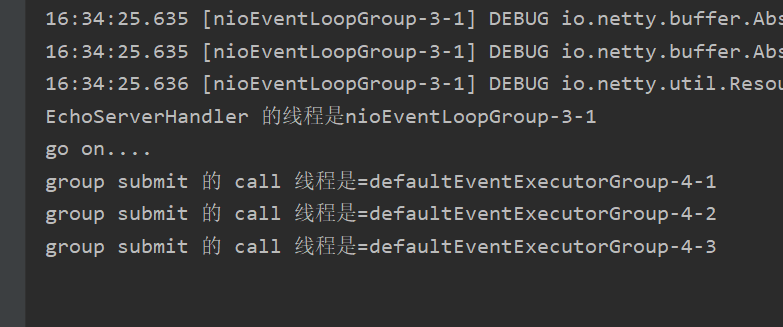 16:34:25.635 [nioEventLoopGroup-3-1] DEBUG io.netty.buffer.Abs
16:34:25.635 [nioEventLoopGroup-3-1] DEBUG io.netty.buffer.Abs
16:34:25.636 [nioEventLoopGroup-3-1] DEBUG io.netty.util.Resou
EchoServerHandler 的线程是nioEventLoopGroup-3-1
go on....
group submit 的 call 线程是=defaultEventExecutorGroup-4-1
group submit 的 call 线程是=defaultEventExecutorGroup-4-2
group submit 的 call 线程是=defaultEventExecutorGroup-4-3